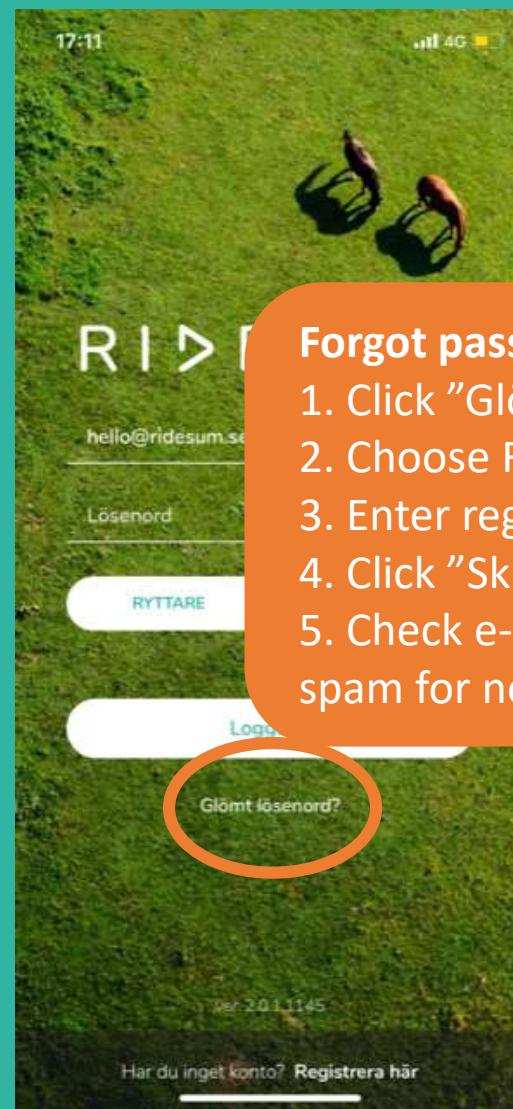 17:11
4G
RID
hello@ridesum.se
Lösenord
RYTTARE
Logg
Glömt lösenord?
ver 2.0.1.1145
Har du inget konto? Registrera här
Forgot pass
1. Click ”Glö
2. Choose R
3. Enter reg
4. Click ”Sk
5. Check e-
spam for ne